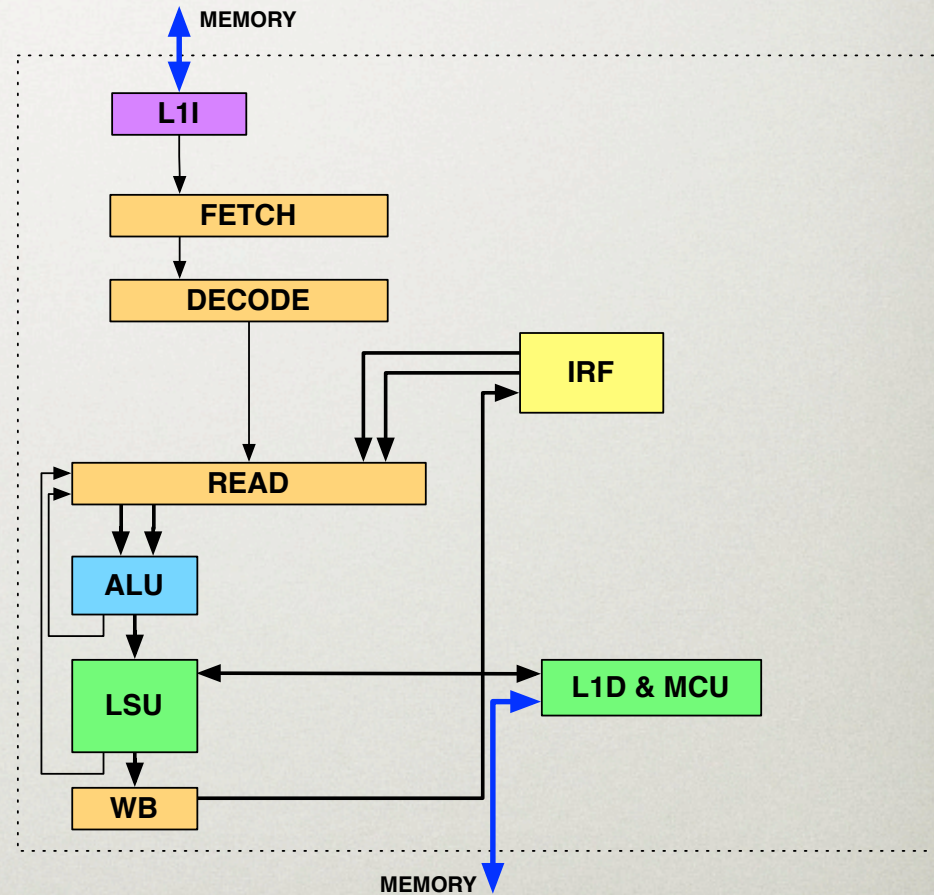 MEMORY
L1I
FETCH
DECODE
IRF
READ
ALU
LSU
L1D & MCU
WB
MEMORY